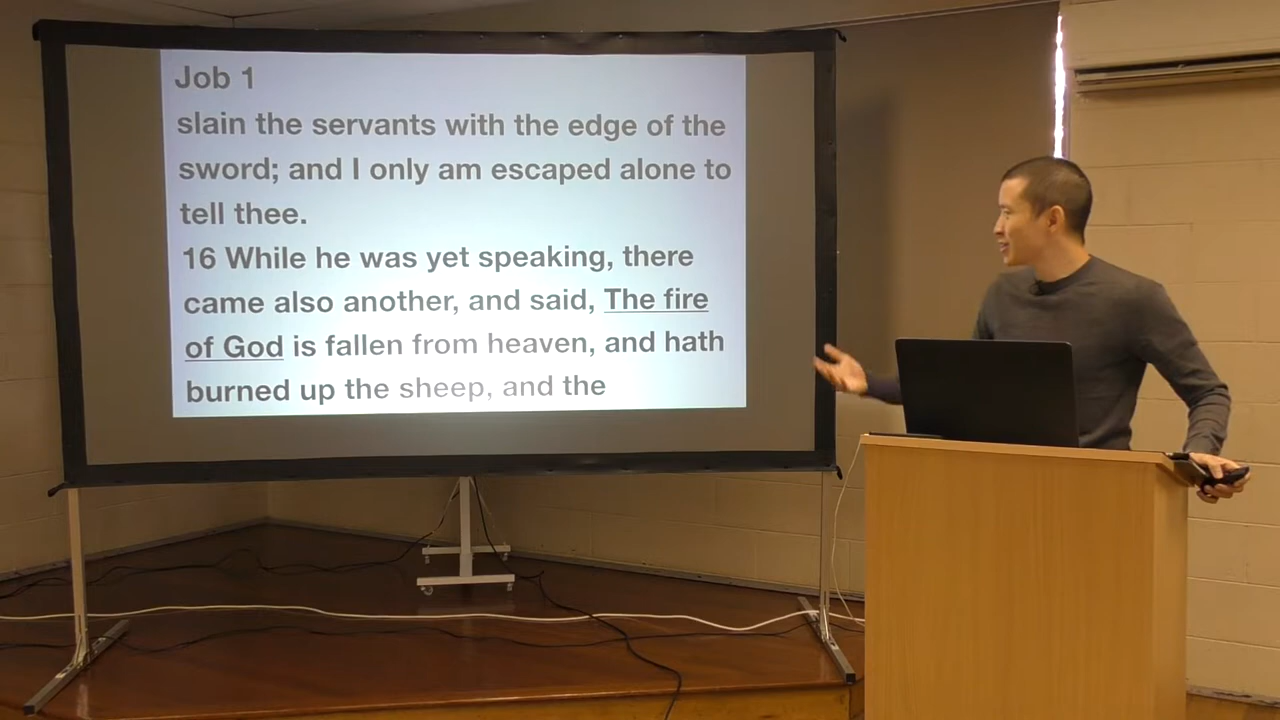 Job 1
slain the servants with the edge of the
sword; and I only am escaped alone to
tell thee.
16 While he was yet speaking, there
came also another, and said, The fire
of God is fallen from heaven, and hath
burned up the sheep, and the